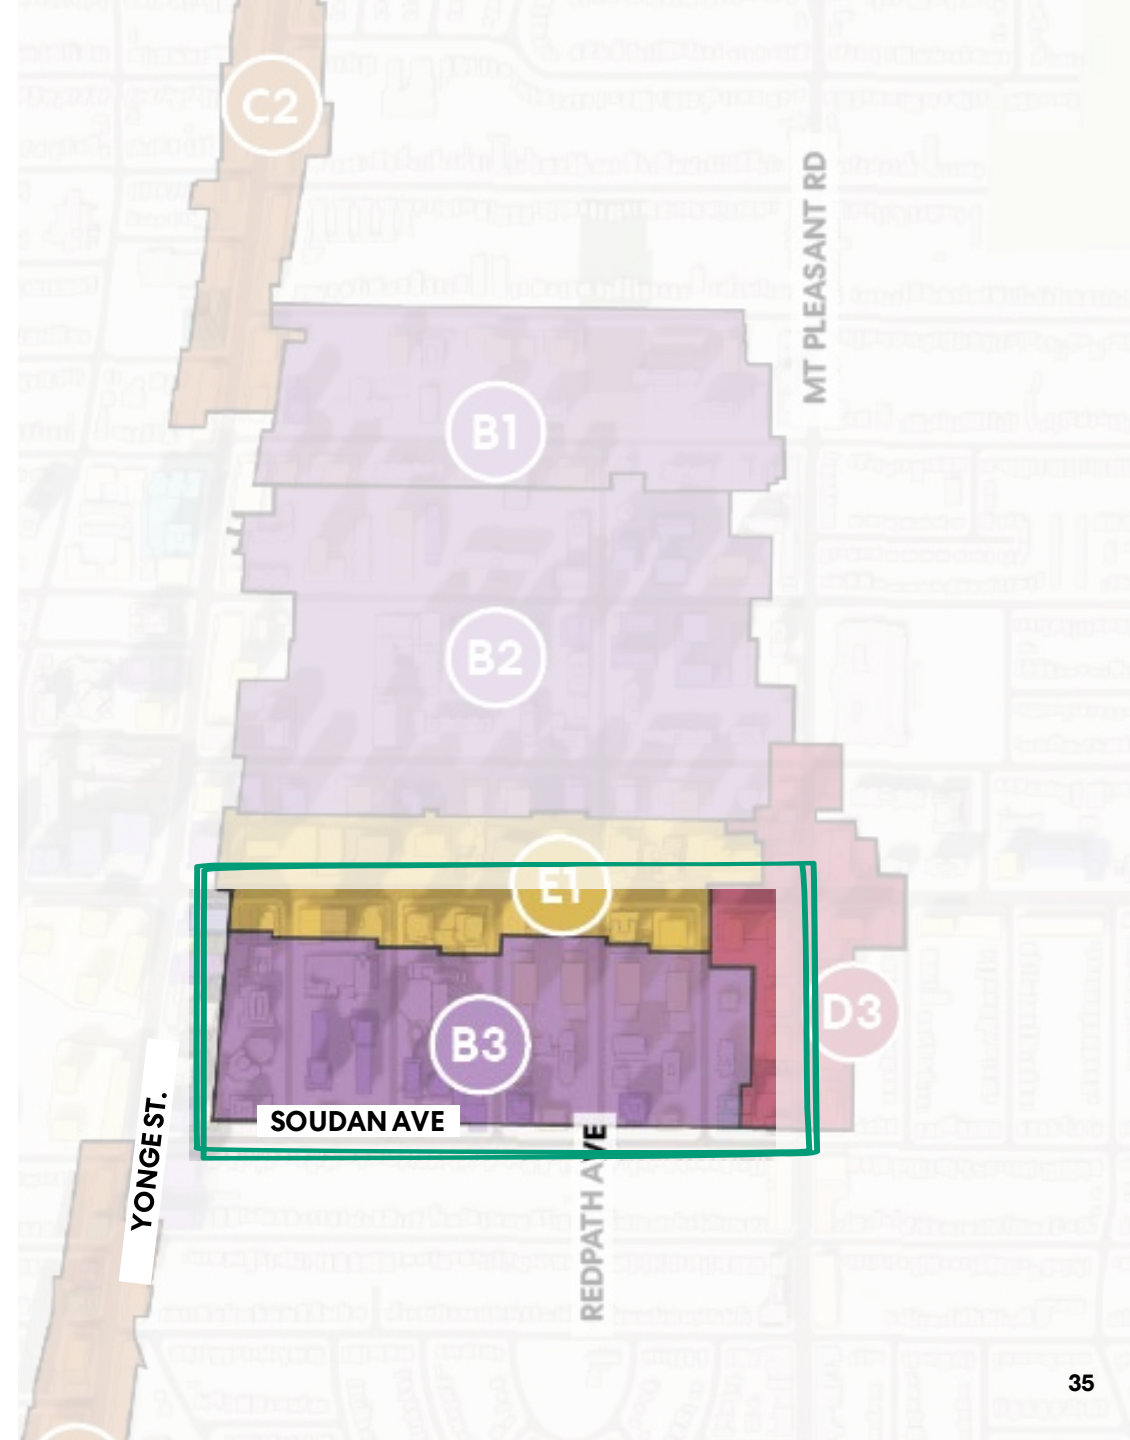 C2
MT PLEASANT RD
B1
B2
E1
D3
B3
SOUDAN AVE
YONGE ST.
REDPATH AVE
35